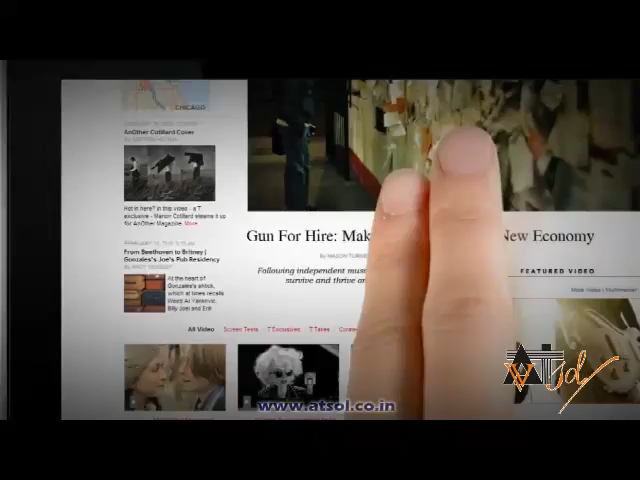 CHICAGO
AnOther Cotillard Cover
Hot in here? in this video - a T
exclusive - Marion Cotillard steams it up
for AnOther Magazine. More
From Beethoven to Britney |
Gonzales's Joe's Pub Residency
At the heart of
Gonzales's shtick,
which at times recalls
Weird Al Yankovic,
Billy Joel and
Gun For Hire: Mak
New Economy
BY MASON
Following independent
survive and thrive
FEATURED VIDEO
All Video Screen Tests T Exclusives T Takes
Atsol
www.atsol.co.in